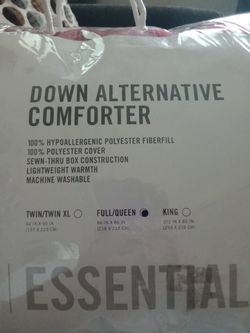 DOWN ALTERNATIVE
COMFORTER
100% HYPOALLERGENIC POLYESTER FIBERFILL
100% POLYESTER COVER
SEWN-THRU BOX CONSTRUCTION
LIGHTWEIGHT WARMTH
MACHINE WASHABLE
TWIN/TWIN XL FULL/QUEEN KING
ESSENTIAL